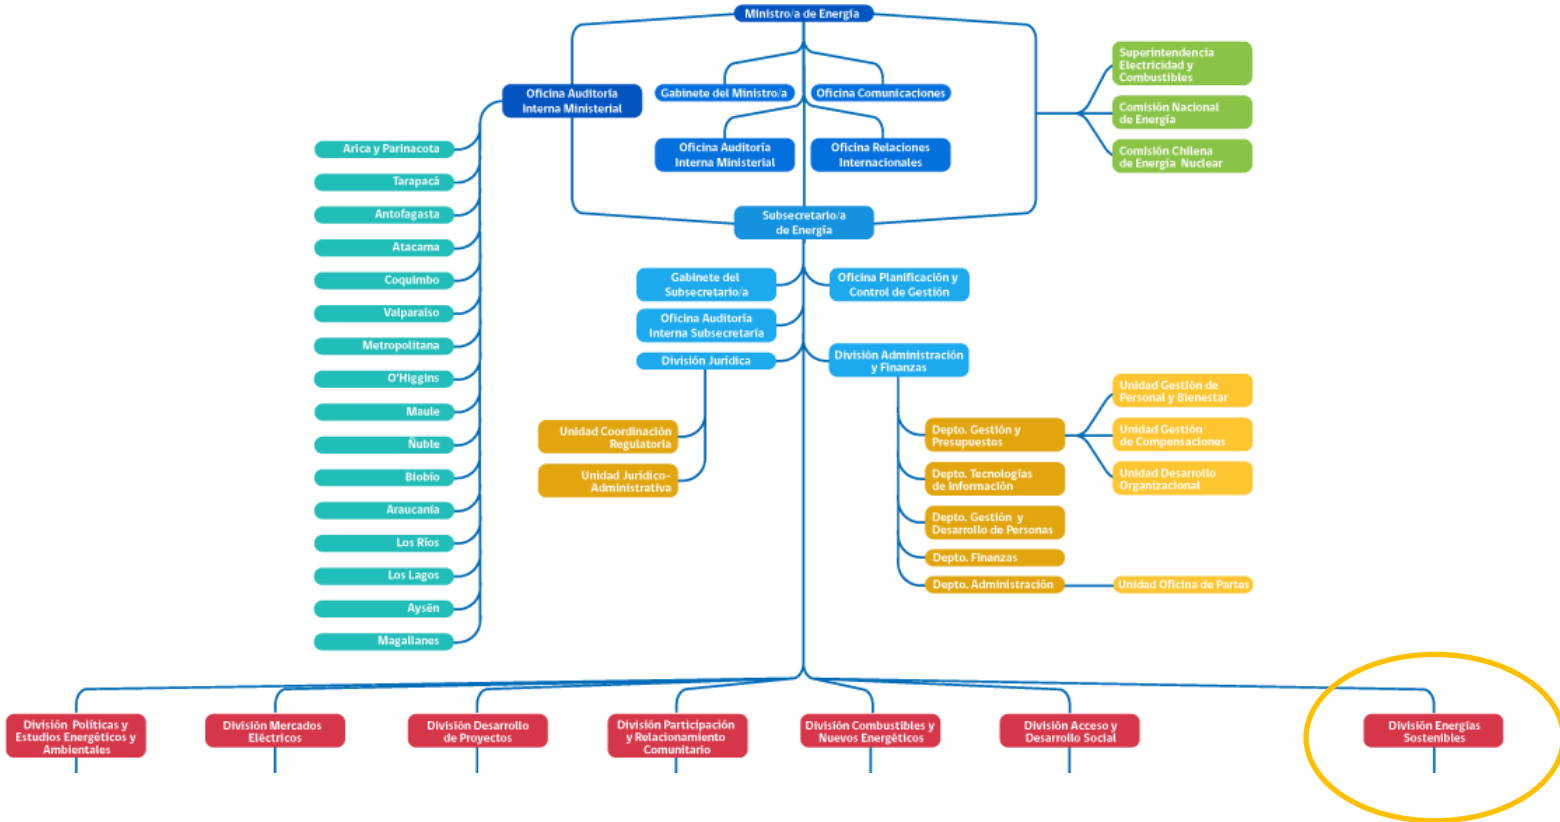 Ministro/a de Energía
Oficina Auditoría
Interna Ministerial
Gabinete del Ministro/a
Oficina Comunicaciones
Oficina Auditoría
Interna Ministerial
Oficina Relaciones
Internacionales
Superintendencia
Electricidad y
Combustibles
Comisión Nacional
de Energía
Comisión Chilena
de Energía Nuclear
Arica y Parinacota
Tarapacá
Antofagasta
Atacama
Coquimbo
Valparaíso
Metropolitana
O'Higgins
Maule
Ñuble
Biobío
Araucanía
Los Ríos
Los Lagos
Aysén
Magallanes
Subsecretario/a
de Energía
Gabinete del
Subsecretario/a
Oficina Planificación y
Control de Gestión
Oficina Auditoría
Interna Subsecretaría
División Jurídica
División Administración
y Finanzas
Unidad Coordinación
Regulatoria
Unidad Jurídico–
Administrativa
Depto. Gestión y
Presupuestos
Depto. Tecnologías
de Información
Depto. Gestión y
Desarrollo de Personas
Depto. Finanzas
Depto. Administración
Unidad Gestión de
Personal y Bienestar
Unidad Gestión
de Compensaciones
Unidad Desarrollo
Organizacional
Unidad Oficina de Partes
División Políticas y
Estudios Energéticos y
Ambientales
División Mercados
Eléctricos
División Desarrollo
de Proyectos
División Participación
y Relacionamiento
Comunitario
División Combustibles y
Nuevos Energéticos
División Acceso y
Desarrollo Social
División Energías
Sostenibles